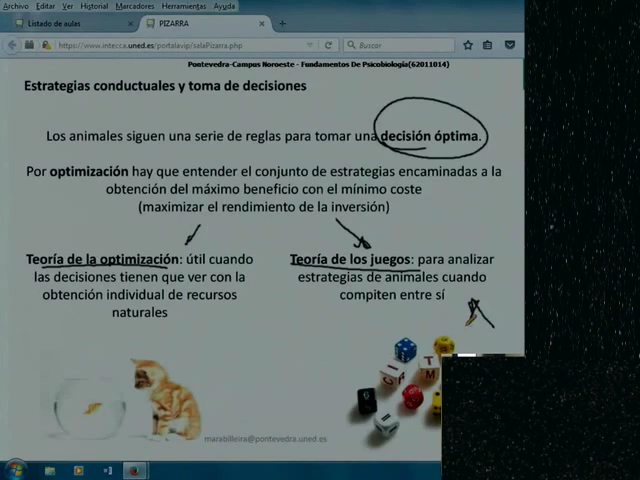 Archivo Editar Ver Historial Marcadores Herramientas Ayuda
Listado de aulas
PIZARRA
https://www.intecca.uned.es/portalavip/salaPizarra.php
Buscar
Pontevedra-Campus Noroeste - Fundamentos De Psicobiología(62011014)
Estrategias conductuales y toma de decisiones
Los animales siguen una serie de reglas para tomar una decisión óptima.
Por optimización hay que entender el conjunto de estrategias encaminadas a la
obtención del máximo beneficio con el mínimo coste
(maximizar el rendimiento de la inversión)
Teoría de la optimización: útil cuando
las decisiones tienen que ver con la
obtención individual de recursos
naturales
Teoría de los juegos: para analizar
estrategias de animales cuando
compiten entre sí
marabilleira@pontevedra.uned.es